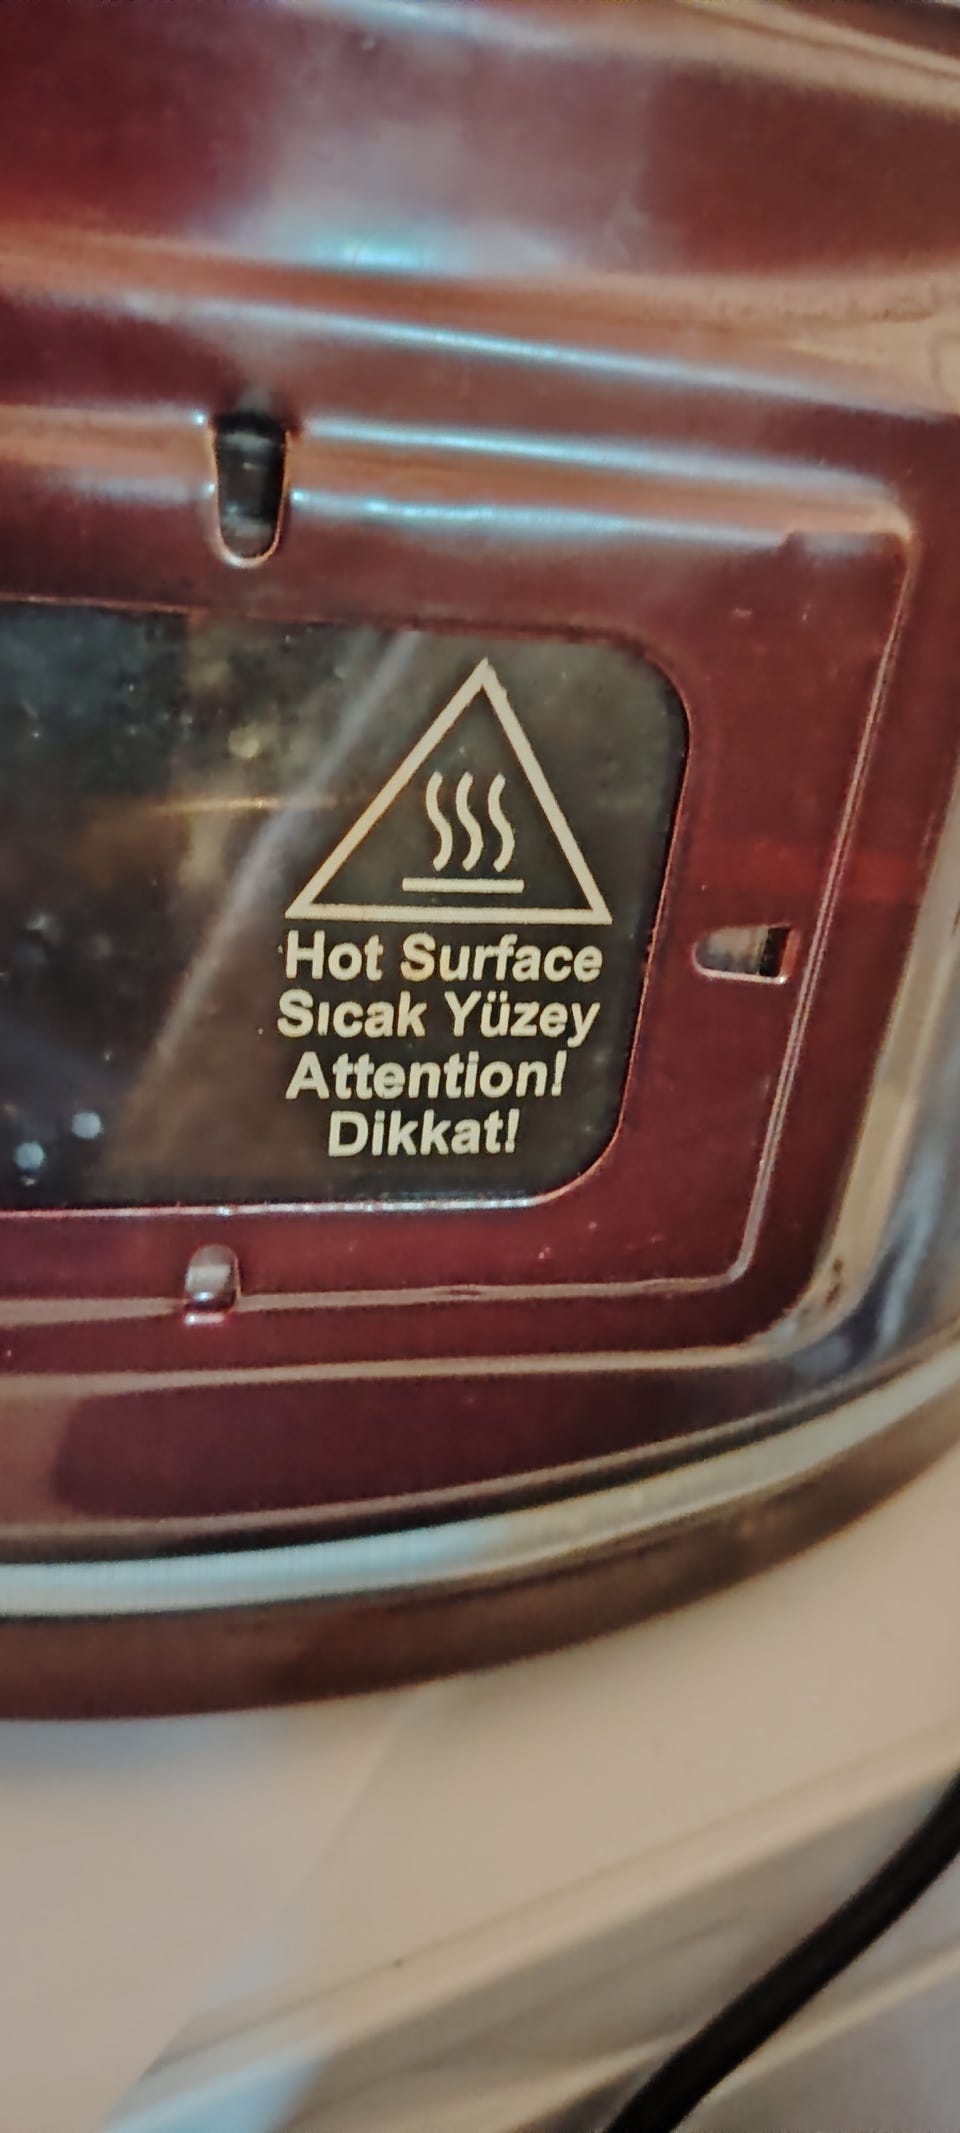 Hot Surface
Sıcak Yüzey
Attention!
Dikkat!